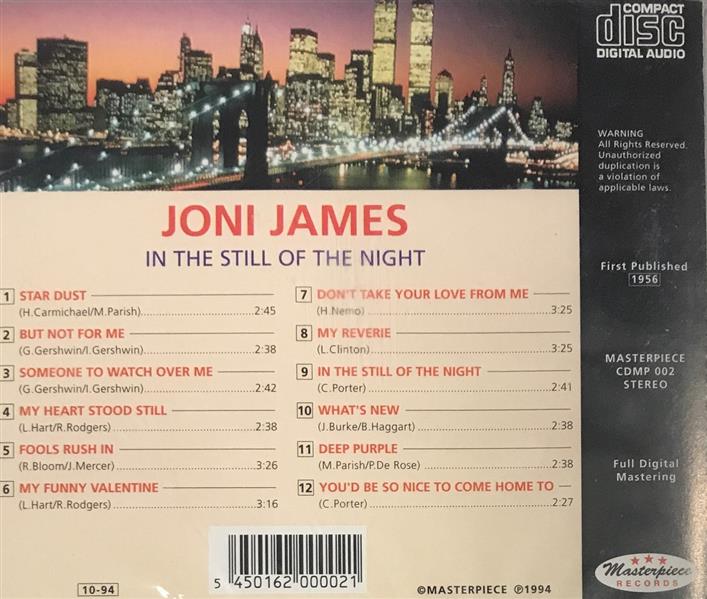 COMPACT
disc
DIGITAL AUDIO
WARNING
All Rights Reserved.
Unauthorized
duplication is
a violation of
applicable laws.
JONI JAMES
IN THE STILL OF THE NIGHT
1 STAR DUST
(H.Carmichael/M.Parish)..........2:45
2 BUT NOT FOR ME
(G.Gershwin/I.Gershwin)..........2:38
3 SOMEONE TO WATCH OVER ME
(G.Gershwin/I.Gershwin)..........2:42
4 MY HEART STOOD STILL
(L.Hart/R.Rodgers)..........2:38
5 FOOLS RUSH IN
(R.Bloom/J.Mercer)..........3:26
6 MY FUNNY VALENTINE
(L.Hart/R.Rodgers)..........3:16
7 DON'T TAKE YOUR LOVE FROM ME
(H.Nemo)..........3:25
8 MY REVERIE
(L.Clinton)..........3:25
9 IN THE STILL OF THE NIGHT
(C.Porter)..........2:41
10 WHAT'S NEW
(J.Burke/B.Haggart)..........2:38
11 DEEP PURPLE
(M.Parish/P.De Rose)..........2:38
12 YOU'D BE SO NICE TO COME HOME TO
(C.Porter)..........2:27
First Published
1956
MASTERPIECE
CDMP 002
STEREO
Full Digital
Mastering
10-94
5 450162 000021
©MASTERPIECE ℗1994
Masterpiece
RECORDS